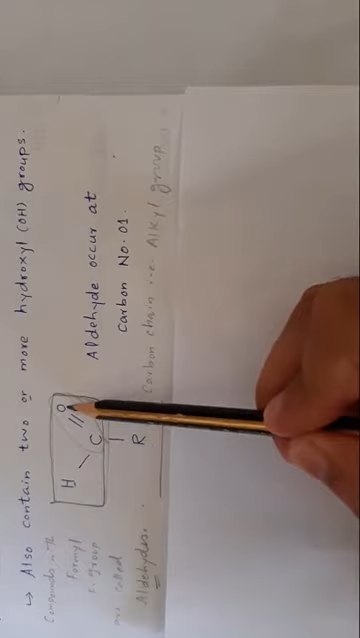 ↳ Also contain two or more hydroxyl (OH) groups.
Compounds with
Formyl
F. group
are called
Aldehydes.
H O
C
R
Aldehyde occur at
Carbon No. 01.
Carbon chain i.e. Alkyl group